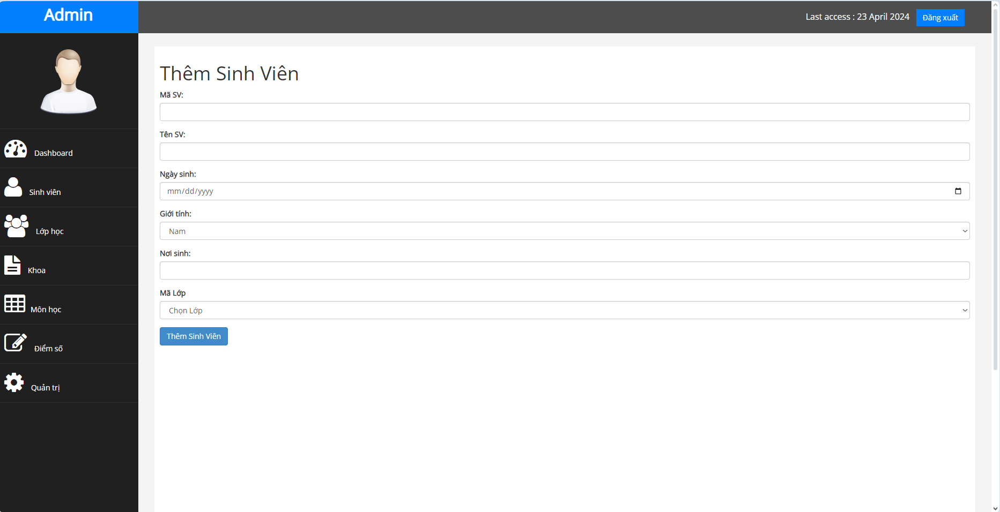 Admin
Last access : 23 April 2024
Đăng xuất
Dashboard
Sinh viên
Lớp học
Khoa
Môn học
Điểm số
Quản trị
Thêm Sinh Viên
Mã SV:
Tên SV:
Ngày sinh:
mm/dd/yyyy
Giới tính:
Nam
Nơi sinh:
Mã Lớp
Chọn Lớp
Thêm Sinh Viên